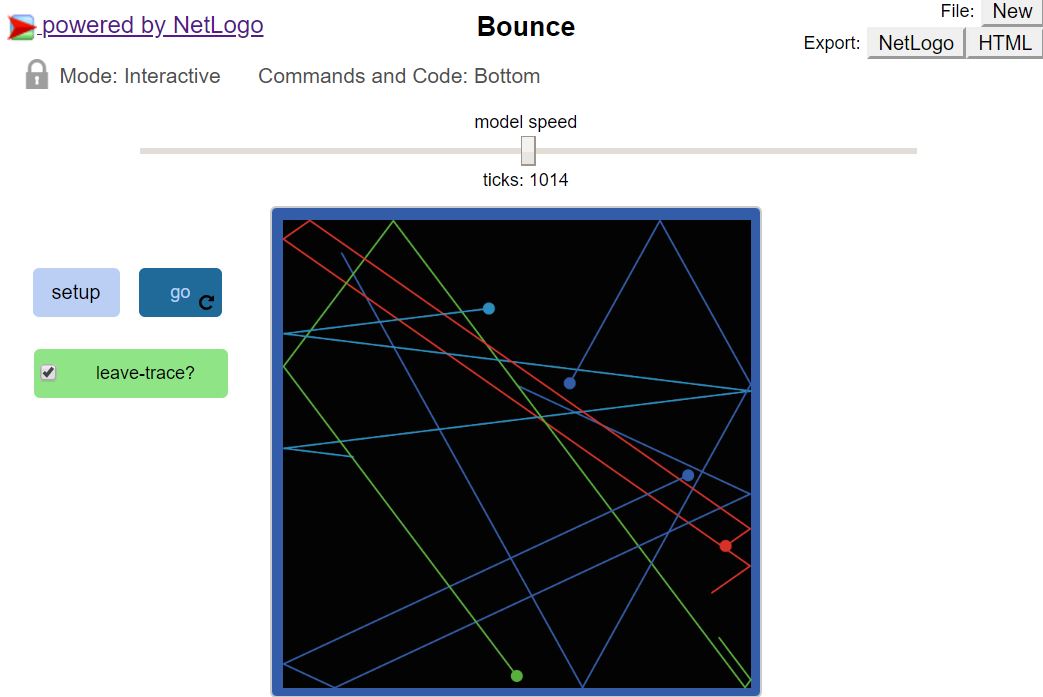 powered by NetLogo
Bounce
File: New
Export: NetLogo HTML
Mode: Interactive
Commands and Code: Bottom
model speed
ticks: 1014
setup
go
leave-trace?